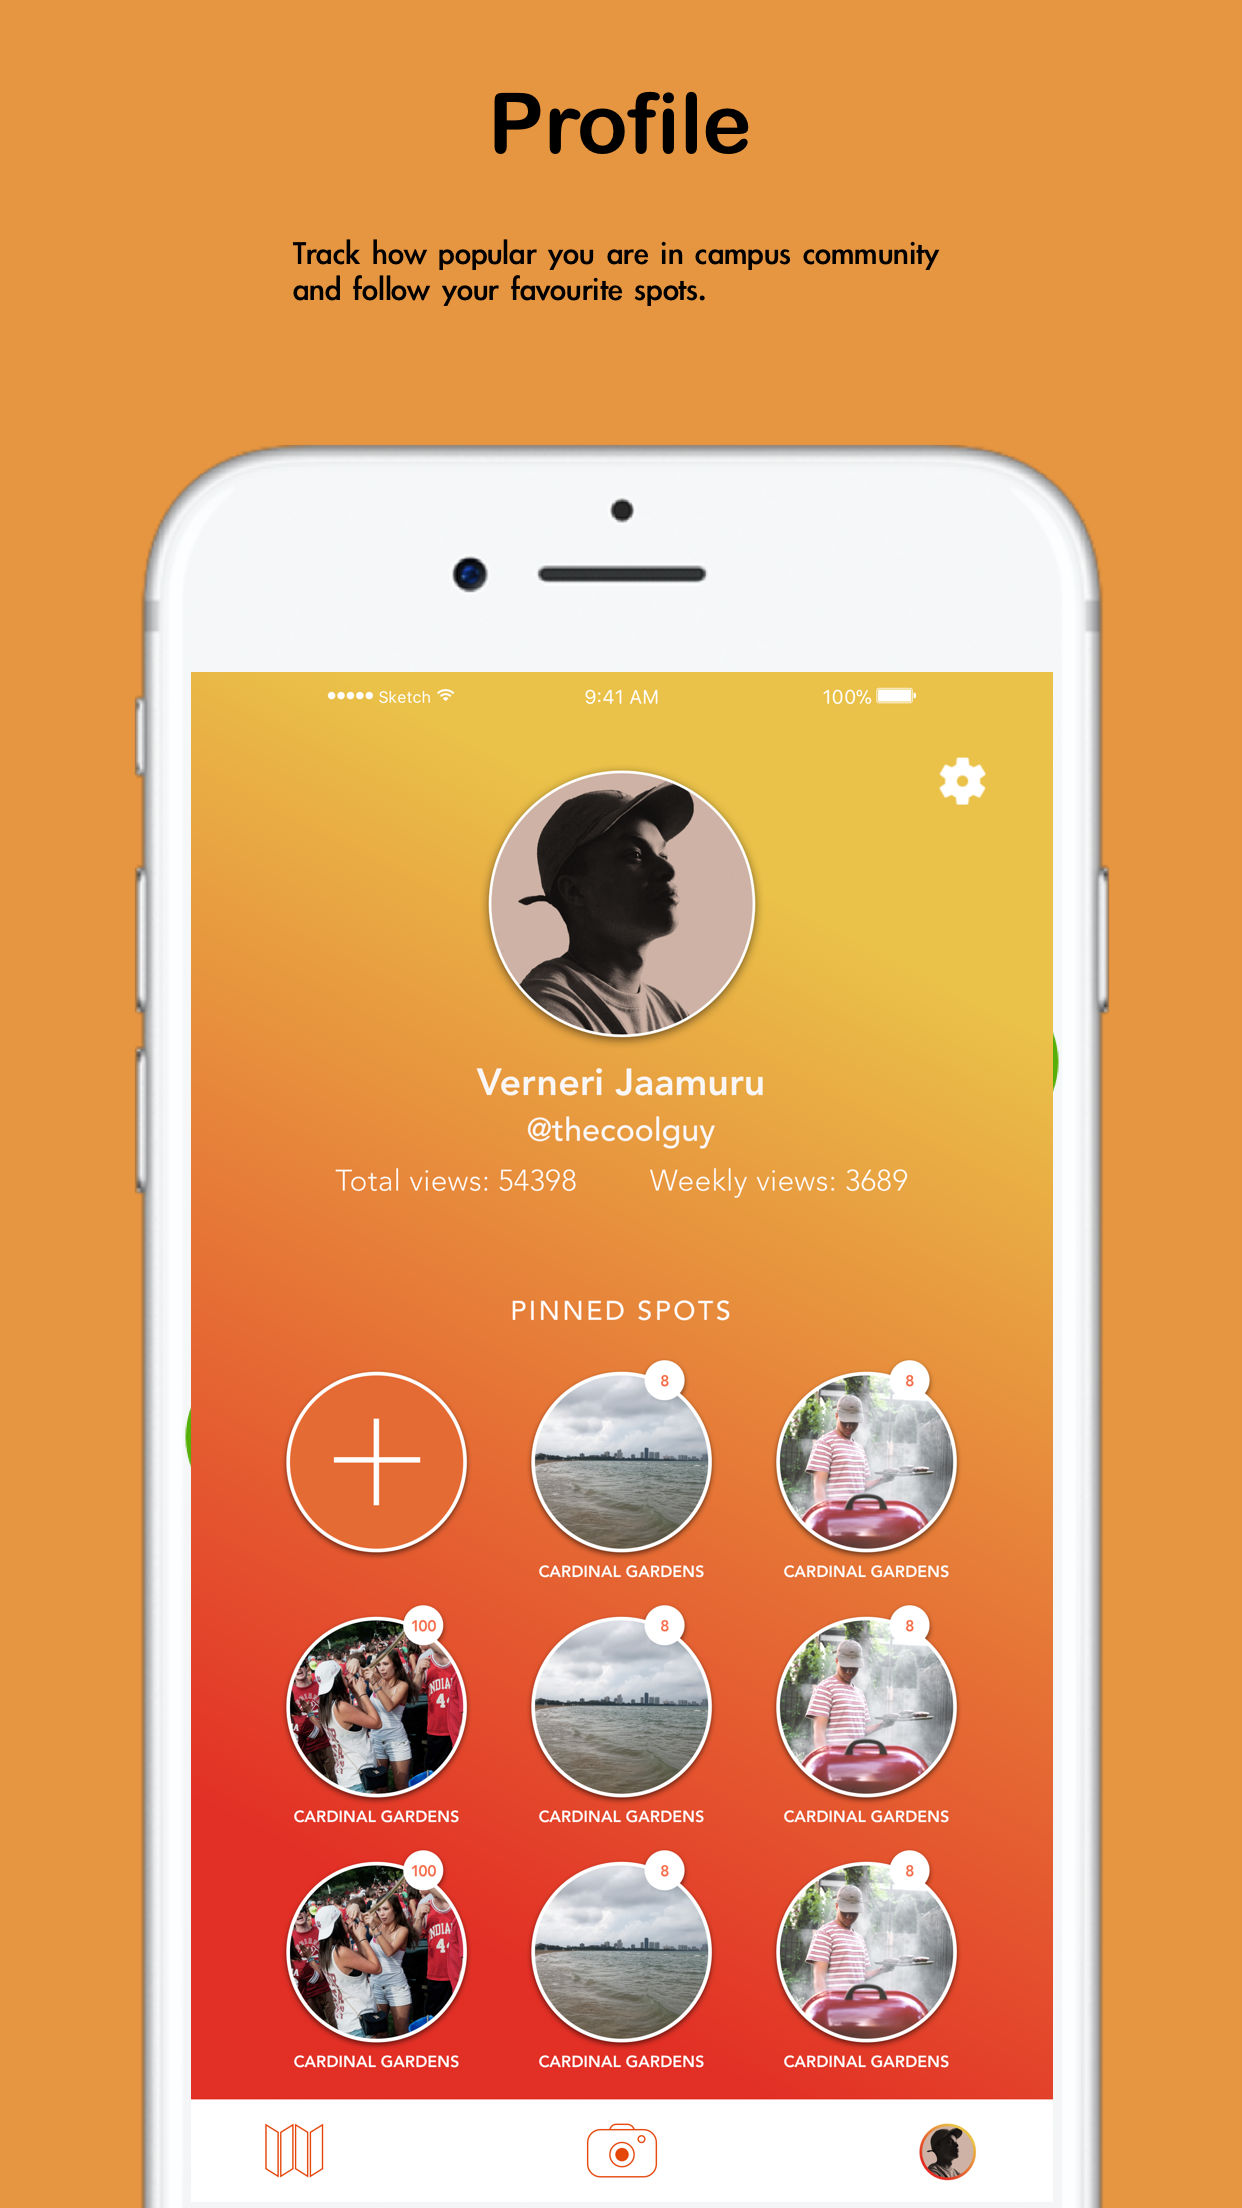 Profile
Track how popular you are in campus community
and follow your favourite spots.
Sketch 9:41 AM 100%
Verneri Jaamuru
@thecoolguy
Total views: 54398 Weekly views: 3689
PINNED SPOTS
8 8
CARDINAL GARDENS CARDINAL GARDENS
100 8 8
CARDINAL GARDENS CARDINAL GARDENS CARDINAL GARDENS
100 8 8
CARDINAL GARDENS CARDINAL GARDENS CARDINAL GARDENS